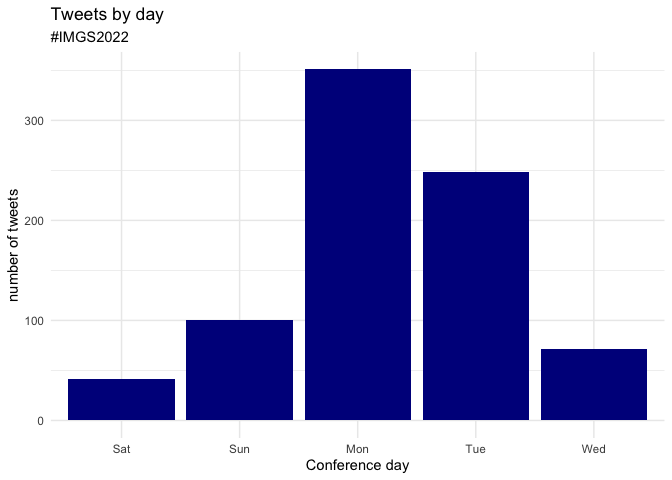 Tweets by day
#IMGS2022
number of tweets
300
200
100
0
Sat Sun Mon Tue Wed
Conference day